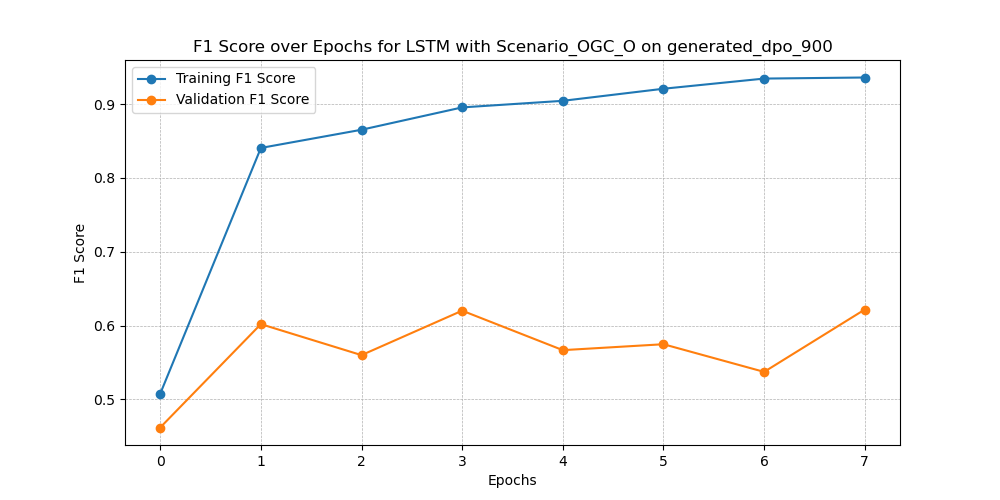 F1 Score over Epochs for LSTM with Scenario_OGC_O on generated_dpo_900
Training F1 Score
Validation F1 Score
F1 Score
0.9
0.8
0.7
0.6
0.5
0 1 2 3 4 5 6 7
Epochs